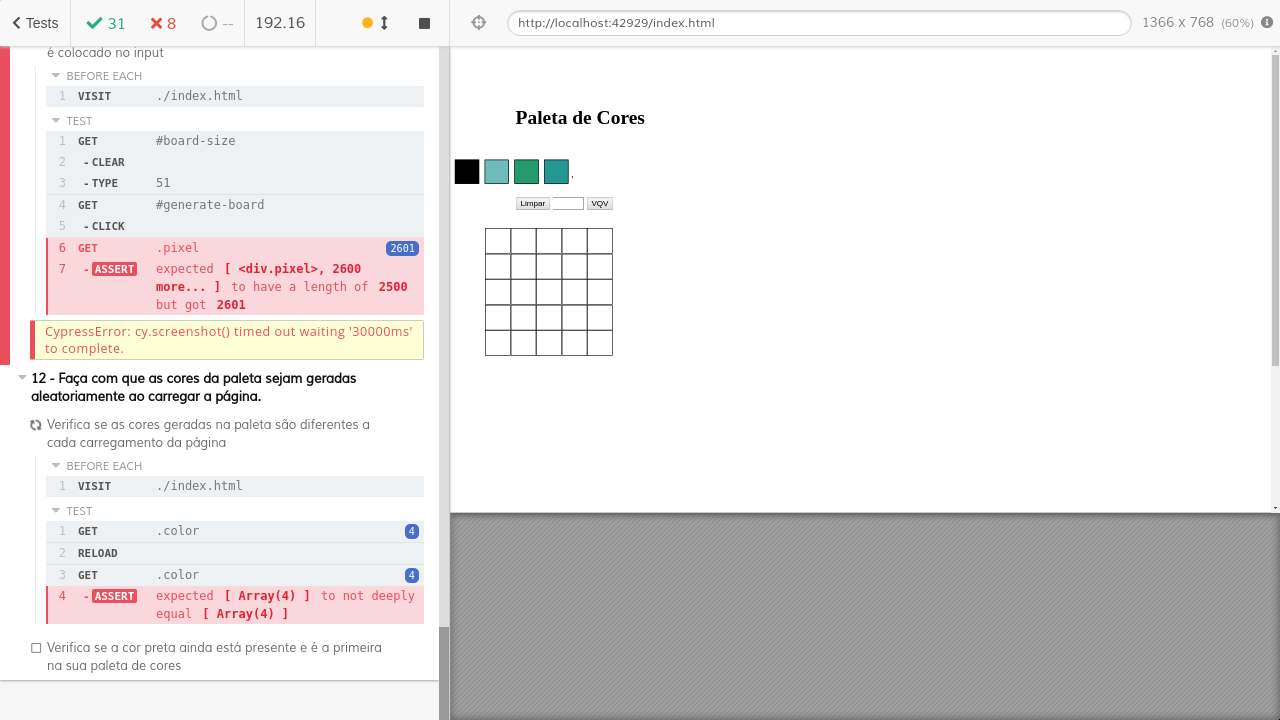 Tests
31
8
--
192.16
http://localhost:42929/index.html
1366 x 768 (60%)
é colocado no input
BEFORE EACH
1 VISIT ./index.html
TEST
1 GET #board-size
2 -CLEAR
3 -TYPE 51
4 GET #generate-board
5 -CLICK
6 GET .pixel 2601
7 -ASSERT expected [ <div.pixel>, 2600
more... ] to have a length of 2500
but got 2601
CypressError: cy.screenshot() timed out waiting '30000ms'
to complete.
12 - Faça com que as cores da paleta sejam geradas
aleatoriamente ao carregar a página.
Verifica se as cores geradas na paleta são diferentes a
cada carregamento da página
BEFORE EACH
1 VISIT ./index.html
TEST
1 GET .color 4
2 RELOAD
3 GET .color 4
4 -ASSERT expected [ Array(4) ] to not deeply
equal [ Array(4) ]
Verifica se a cor preta ainda está presente e é a primeira
na sua paleta de cores
Paleta de Cores
,
Limpar VQV